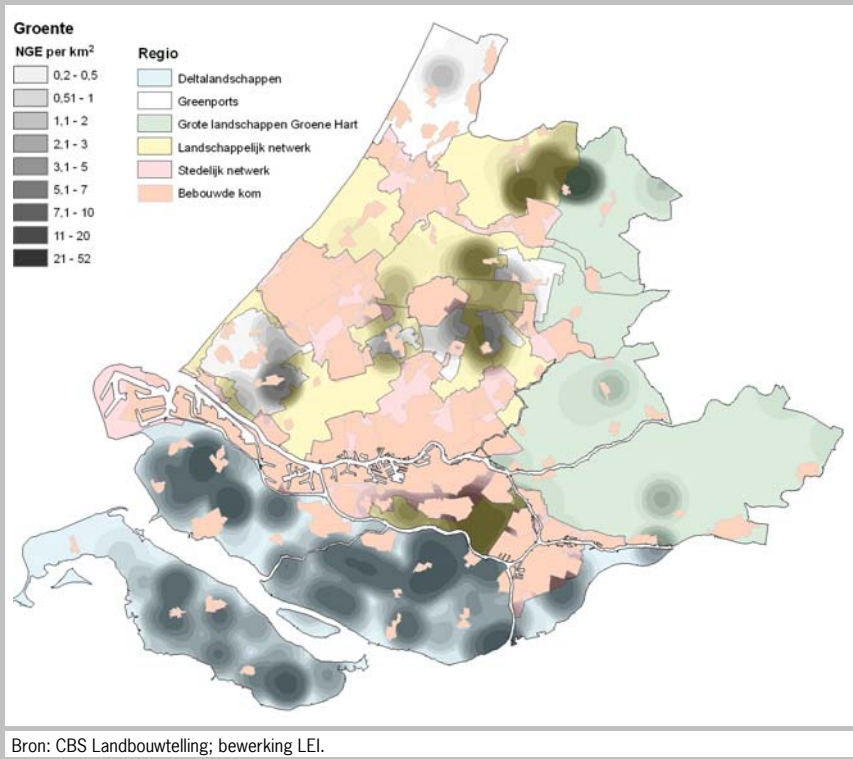 Groente
NGE per km²
0,2 - 0,5
0,51 - 1
1,1 - 2
2,1 - 3
3,1 - 5
5,1 - 7
7,1 - 10
11 - 20
21 - 52
Regio
Deltalandschappen
Greenports
Grote landschappen Groene Hart
Landschappelijk netwerk
Stedelijk netwerk
Bebouwde kom
Bron: CBS Landbouwtelling; bewerking LEI.